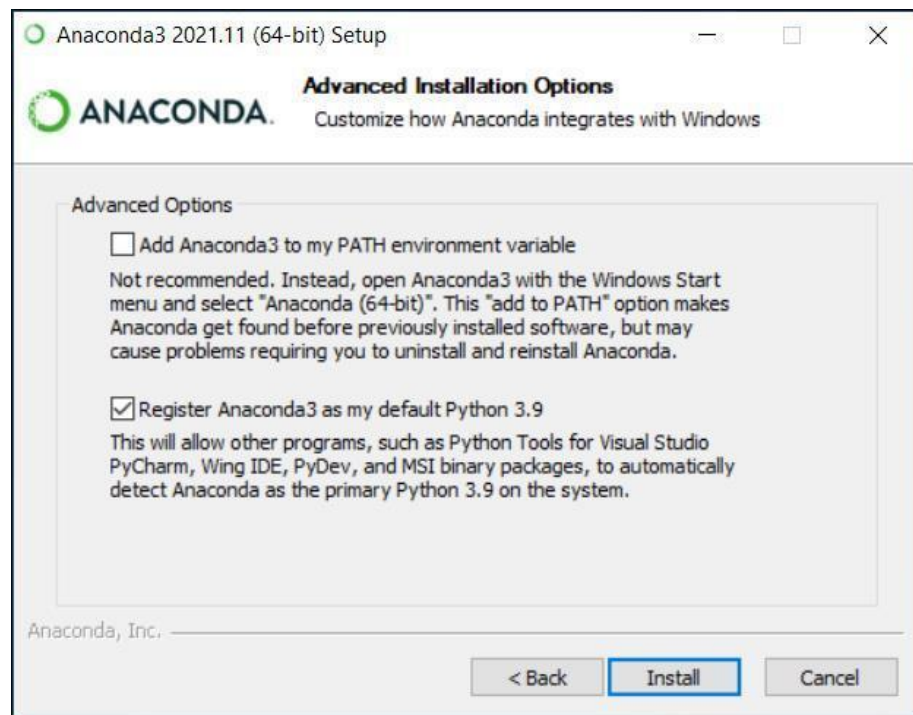 Anaconda3 2021.11 (64-bit) Setup
ANACONDA.
Advanced Installation Options
Customize how Anaconda integrates with Windows
Advanced Options
Add Anaconda3 to my PATH environment variable
Not recommended. Instead, open Anaconda3 with the Windows Start
menu and select "Anaconda (64-bit)". This "add to PATH" option makes
Anaconda get found before previously installed software, but may
cause problems requiring you to uninstall and reinstall Anaconda.
Register Anaconda3 as my default Python 3.9
This will allow other programs, such as Python Tools for Visual Studio
PyCharm, Wing IDE, PyDev, and MSI binary packages, to automatically
detect Anaconda as the primary Python 3.9 on the system.
Anaconda, Inc.
< Back
Install
Cancel